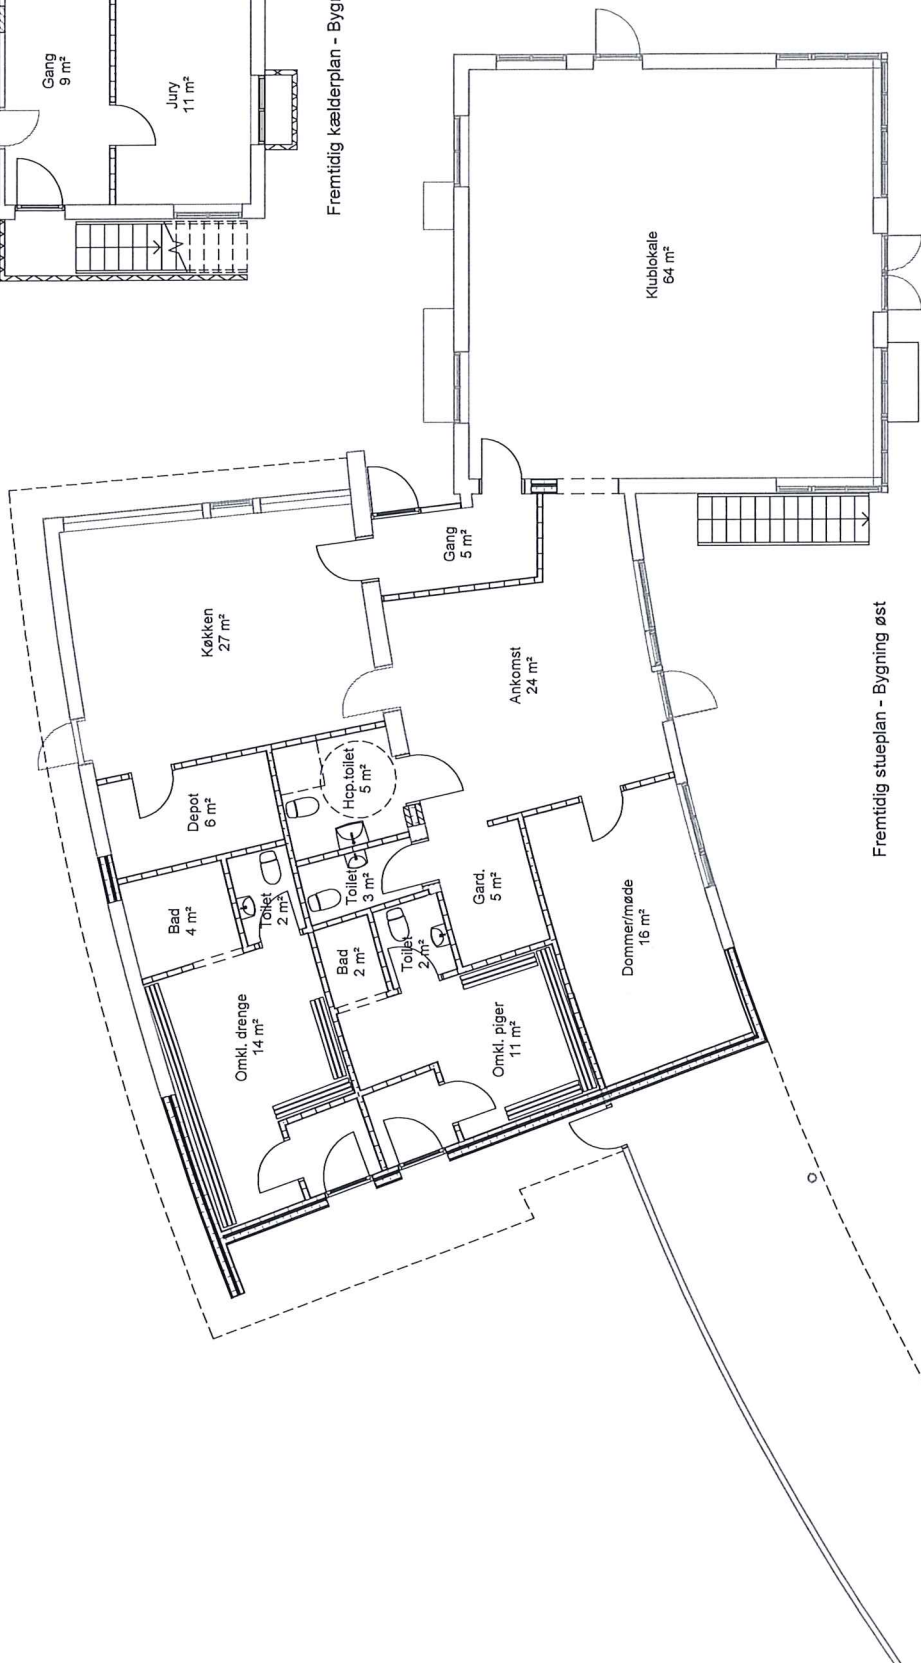 Gang
9 m²
Jury
11 m²
Fremtidig kælderplan - Bygn
Klublokale
64 m²
Køkken
27 m²
Gang
5 m²
Ankomst
24 m²
Depot
6 m²
Hcp.toilet
5 m²
Bad
4 m²
Toilet
2 m²
Toilet
3 m²
Gard.
5 m²
Bad
2 m²
Toilet
2 m²
Dommer/møde
16 m²
Omkl. drenge
14 m²
Omkl. piger
11 m²
Fremtidig stueplan - Bygning øst